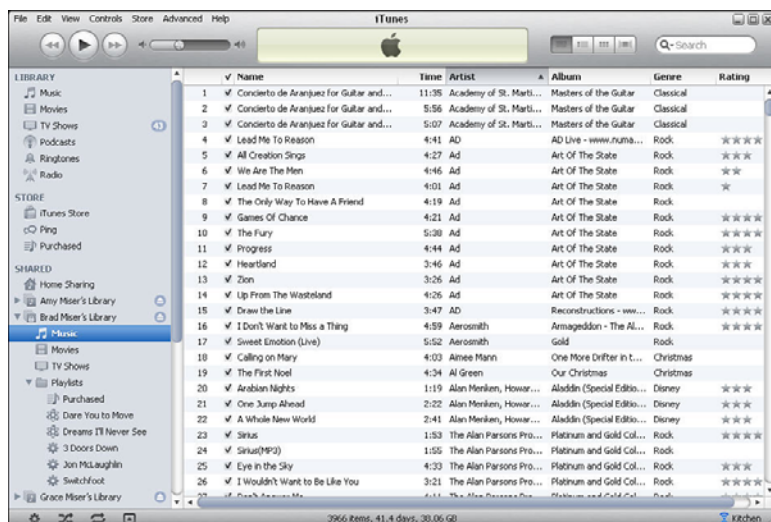 File Edit View Controls Store Advanced Help
iTunes
Search
LIBRARY
Music
Movies
TV Shows
Podcasts
Ringtones
Radio
STORE
iTunes Store
Ping
Purchased
SHARED
Home Sharing
Amy Miser's Library
Brad Miser's Library
Music
Movies
TV Shows
Playlists
Purchased
Dare You to Move
Dreams I'll Never See
3 Doors Down
Jon McLaughlin
Switchfoot
Grace Miser's Library
Name Time Artist Album Genre Rating
1 Concierto de Aranjuez for Guitar and... 11:35 Academy of St. Marti... Masters of the Guitar Classical
2 Concierto de Aranjuez for Guitar and... 5:56 Academy of St. Marti... Masters of the Guitar Classical
3 Concierto de Aranjuez for Guitar and... 5:07 Academy of St. Marti... Masters of the Guitar Classical
4 Lead Me To Reason 4:41 AD AD Live - www.numa... Rock
5 All Creation Sings 4:27 Ad Art Of The State Rock
6 We Are The Men 4:46 Ad Art Of The State Rock
7 Lead Me To Reason 4:01 Ad Art Of The State Rock
8 The Only Way To Have A Friend 4:19 Ad Art Of The State Rock
9 Games Of Chance 4:21 Ad Art Of The State Rock
10 The Fury 5:38 Ad Art Of The State Rock
11 Progress 4:44 Ad Art Of The State Rock
12 Heartland 3:46 Ad Art Of The State Rock
13 Zion 3:26 Ad Art Of The State Rock
14 Up From The Wasteland 4:26 Ad Art Of The State Rock
15 Draw the Line 3:47 AD Reconstructions - ww... Rock
16 I Don't Want to Miss a Thing 4:59 Aerosmith Armageddon - The Al... Rock
17 Sweet Emotion (Live) 5:52 Aerosmith Gold Rock
18 Calling on Mary 4:03 Aimee Mann One More Drifter in t... Christmas
19 The First Noel 4:34 Al Green Our Christmas Christmas
20 Arabian Nights 1:19 Alan Menken, Howar... Aladdin (Special Editio... Disney
21 One Jump Ahead 2:22 Alan Menken, Howar... Aladdin (Special Editio... Disney
22 A Whole New World 2:41 Alan Menken, Howar... Aladdin (Special Editio... Disney
23 Sirius 1:53 The Alan Parsons Pro... Platinum and Gold Col... Rock
24 Sirius(MP3) 1:55 The Alan Parsons Pro... Platinum and Gold Col... Rock
25 Eye in the Sky 4:33 The Alan Parsons Pro... Platinum and Gold Col... Rock
26 I Wouldn't Want to Be Like You 3:21 The Alan Parsons Pro... Platinum and Gold Col... Rock
3966 items, 41.4 days, 38.06 GB
Kitchen